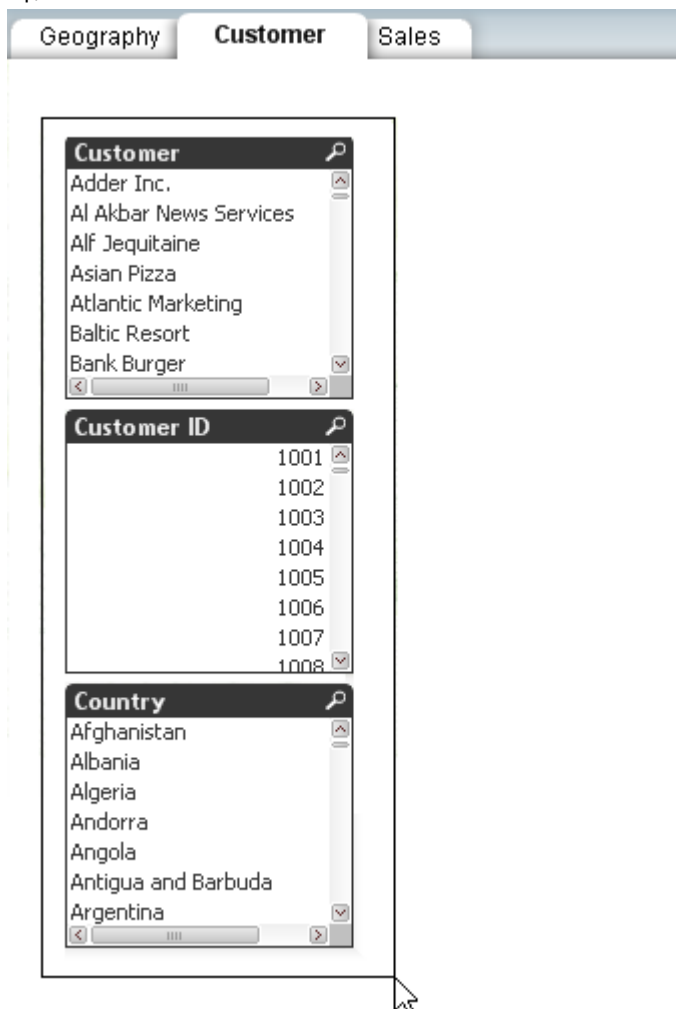 Geography Customer Sales
Customer
Adder Inc.
Al Akbar News Services
Alf Jequitaine
Asian Pizza
Atlantic Marketing
Baltic Resort
Bank Burger
Customer ID
1001
1002
1003
1004
1005
1006
1007
1008
Country
Afghanistan
Albania
Algeria
Andorra
Angola
Antigua and Barbuda
Argentina